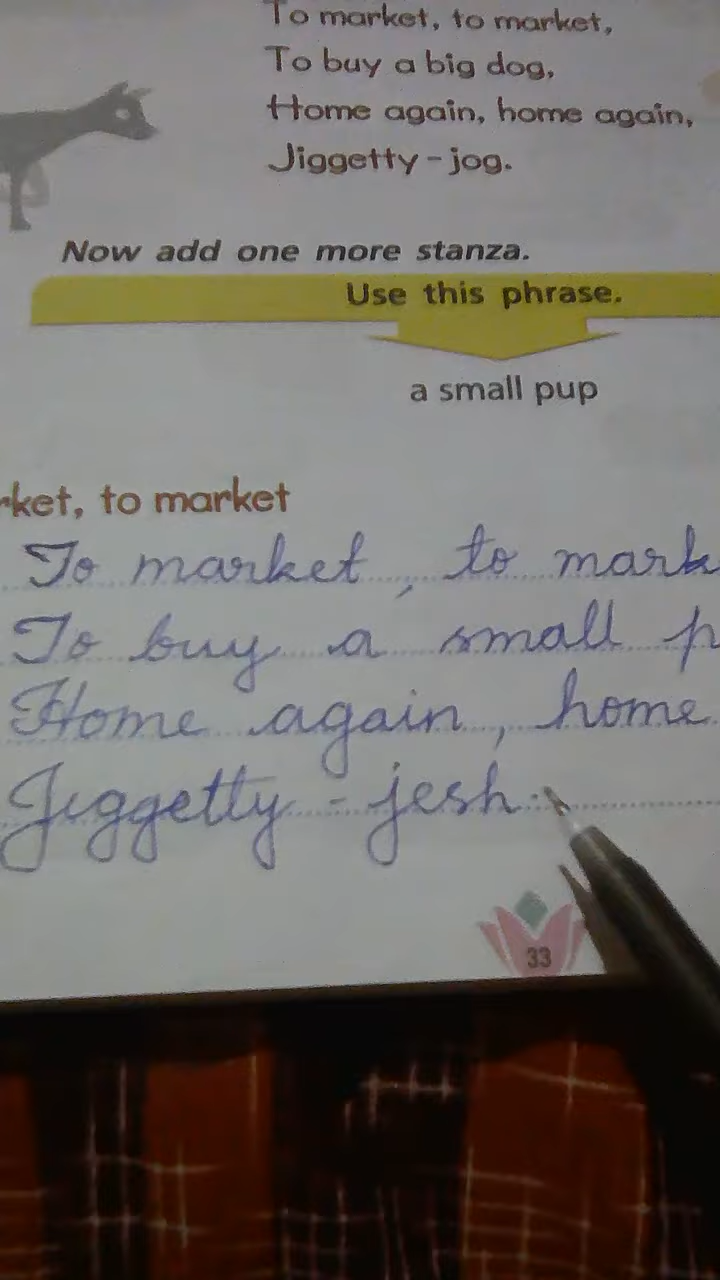 To market, to market,
To buy a big dog,
Home again, home again,
Jiggetty-jog.
Now add one more stanza.
Use this phrase.
a small pup
rket, to market
To market, to mark
To buy a small p
Home again, home
Jiggetty-jesh.
33